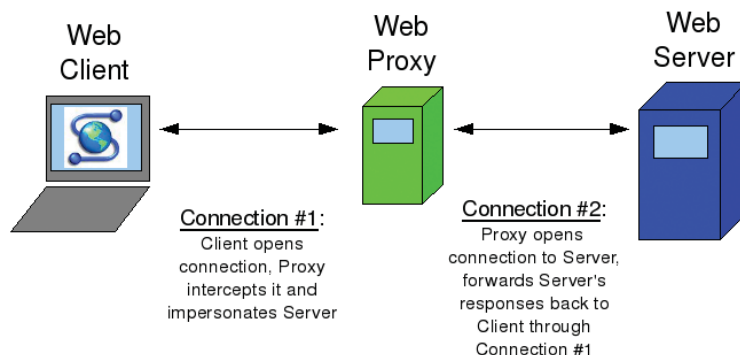 Web
Client
Web
Proxy
Web
Server
Connection #1:
Client opens
connection, Proxy
intercepts it and
impersonates Server
Connection #2:
Proxy opens
connection to Server,
forwards Server's
responses back to
Client through
Connection #1